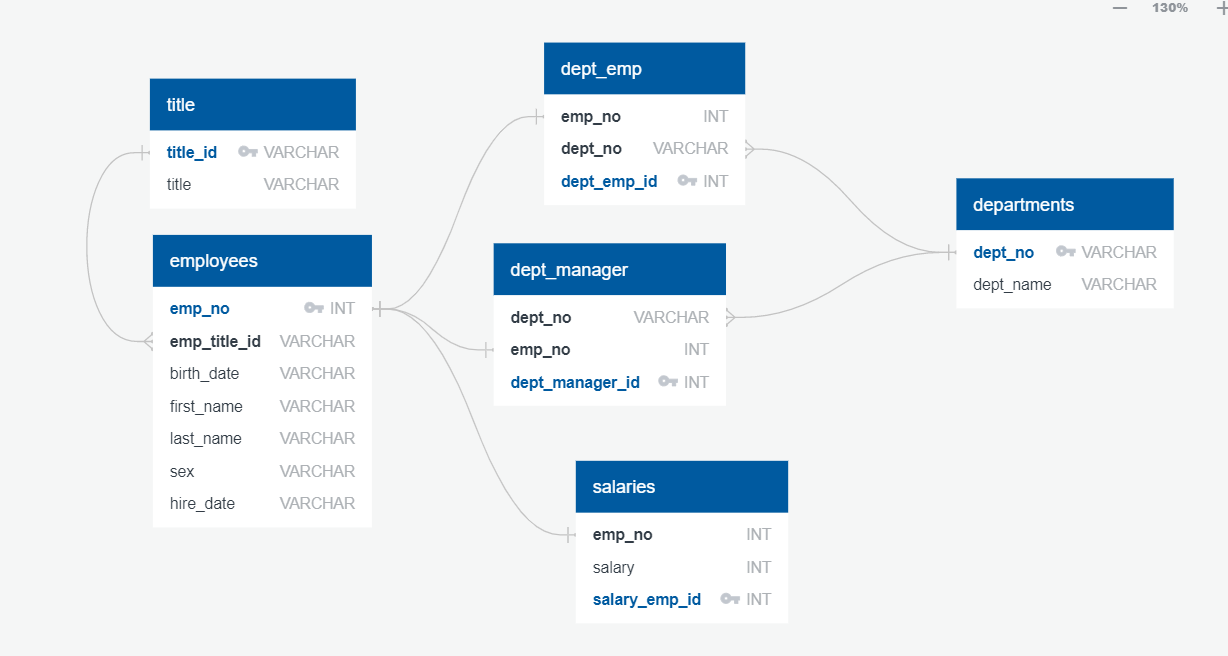 130%
title
title_id VARCHAR
title VARCHAR
employees
emp_no INT
emp_title_id VARCHAR
birth_date VARCHAR
first_name VARCHAR
last_name VARCHAR
sex VARCHAR
hire_date VARCHAR
dept_emp
emp_no INT
dept_no VARCHAR
dept_emp_id INT
dept_manager
dept_no VARCHAR
emp_no INT
dept_manager_id INT
salaries
emp_no INT
salary INT
salary_emp_id INT
departments
dept_no VARCHAR
dept_name VARCHAR